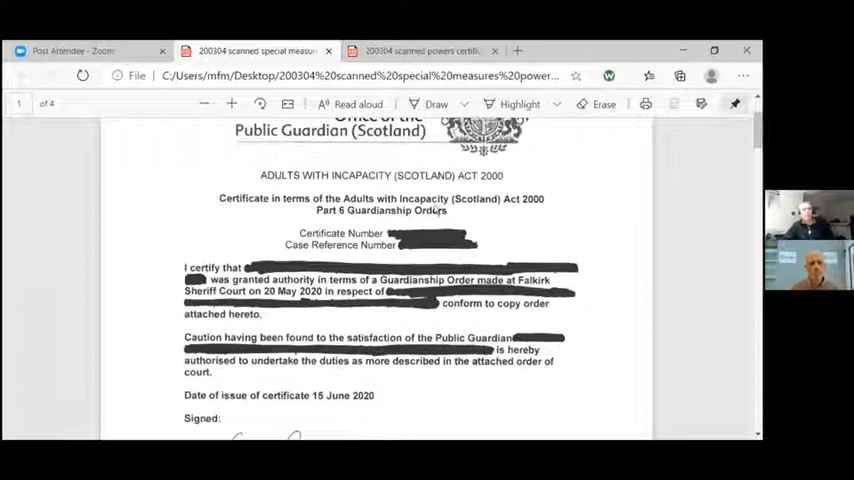 Post Attendee - Zoom
200304 scanned special measu
200304 scanned powers certific
File
C:/Users/mfm/Desktop/200304%20scanned%20special%20measures%20power...
1 of 4
Read aloud
Draw
Highlight
Erase
Office of the
Public Guardian (Scotland)
ADULTS WITH INCAPACITY (SCOTLAND) ACT 2000
Certificate in terms of the Adults with Incapacity (Scotland) Act 2000
Part 6 Guardianship Orders
Certificate Number
Case Reference Number
I certify that
was granted authority in terms of a Guardianship Order made at Falkirk
Sheriff Court on 20 May 2020 in respect of
conform to copy order
attached hereto.
Caution having been found to the satisfaction of the Public Guardian
is hereby
authorised to undertake the duties as more described in the attached order of
court.
Date of issue of certificate 15 June 2020
Signed: